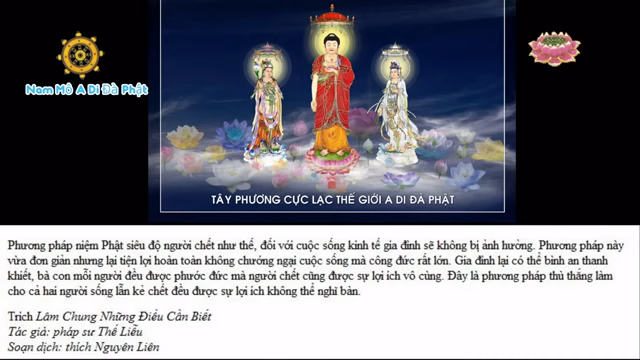 Nam Mô A Di Đà Phật
TÂY PHƯƠNG CỰC LẠC THẾ GIỚI A DI ĐÀ PHẬT
Phương pháp niệm Phật siêu độ người chết như thế, đối với cuộc sống kinh tế gia đình sẽ không bị ảnh hưởng. Phương pháp này
vừa đơn giản nhưng lại tiện lợi hoàn toàn không chướng ngại cuộc sống mà công đức rất lớn. Gia đình lại có thể bình an thanh
khiết, bà con mỗi người đều được phước đức mà người chết cũng được sự lợi ích vô cùng. Đây là phương pháp thù thắng làm
cho cả hai người sống lẫn kẻ chết đều được sự lợi ích không thể nghĩ bàn.
Trích Lâm Chung Những Điều Cần Biết
Tác giả: pháp sư Thế Liễu
Soạn dịch: thích Nguyên Liên